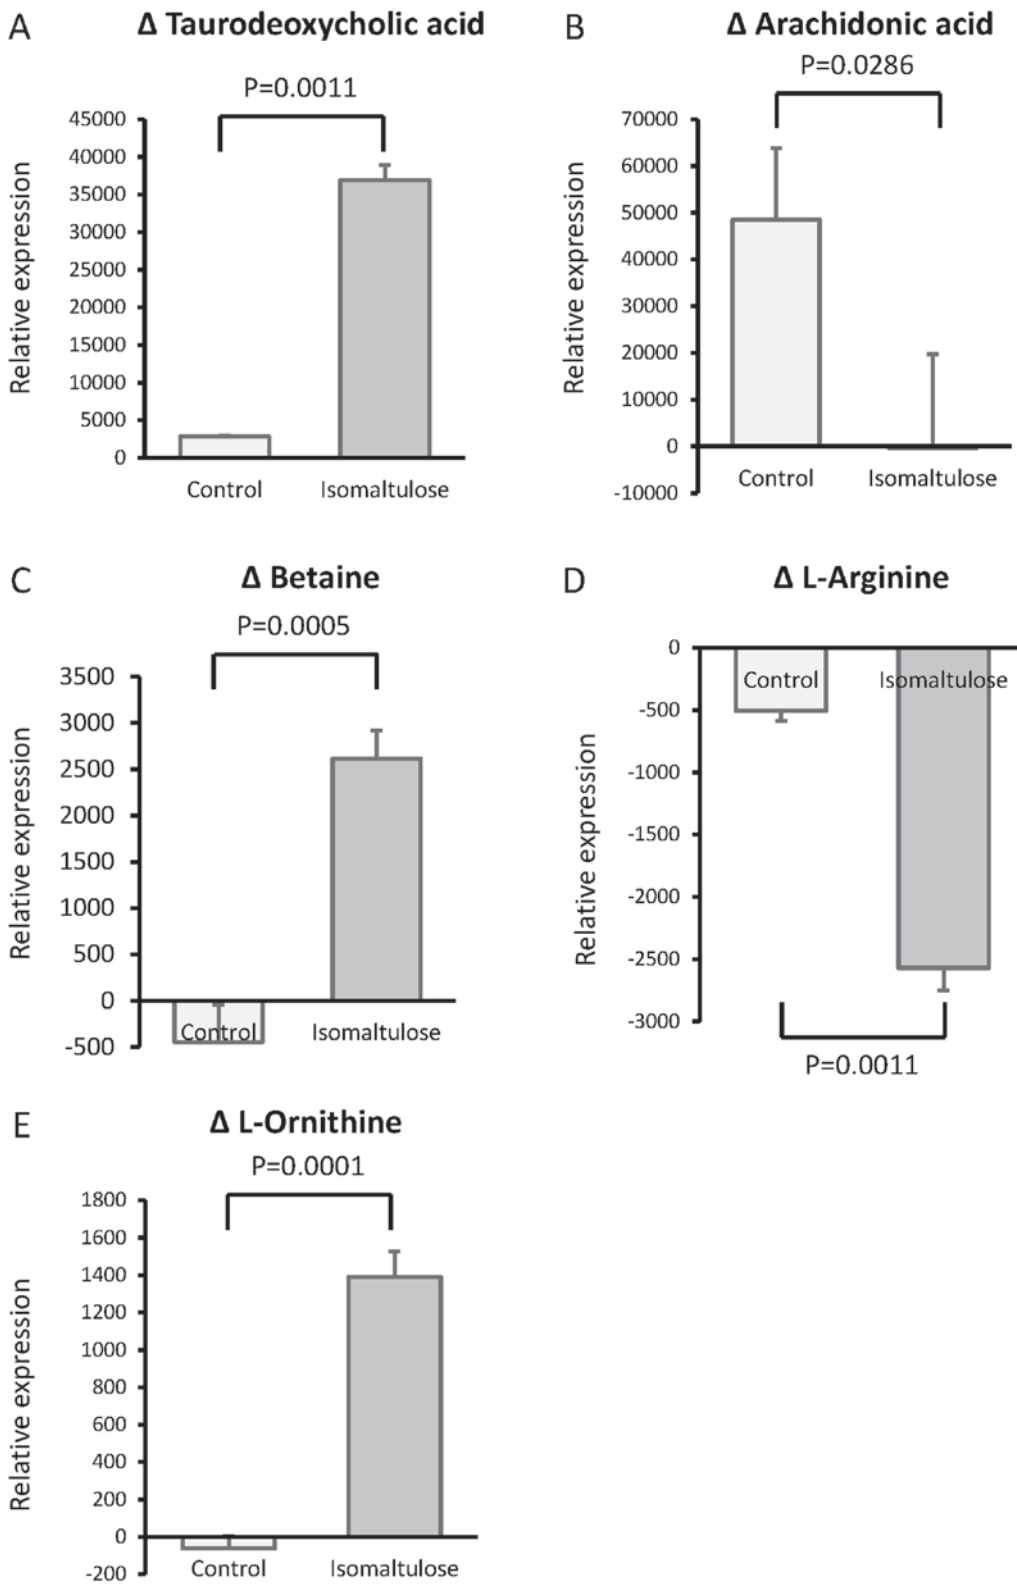 A
Δ Taurodeoxycholic acid
P=0.0011
Relative expression
45000
40000
35000
30000
25000
20000
15000
10000
5000
0
Control
Isomaltulose
B
Δ Arachidonic acid
P=0.0286
Relative expression
70000
60000
50000
40000
30000
20000
10000
0
-10000
Control
Isomaltulose
C
Δ Betaine
P=0.0005
Relative expression
3500
3000
2500
2000
1500
1000
500
0
-500
Control
Isomaltulose
D
Δ L-Arginine
Relative expression
0
-500
-1000
-1500
-2000
-2500
-3000
Control
Isomaltulose
P=0.0011
E
Δ L-Ornithine
P=0.0001
Relative expression
1800
1600
1400
1200
1000
800
600
400
200
0
-200
Control
Isomaltulose